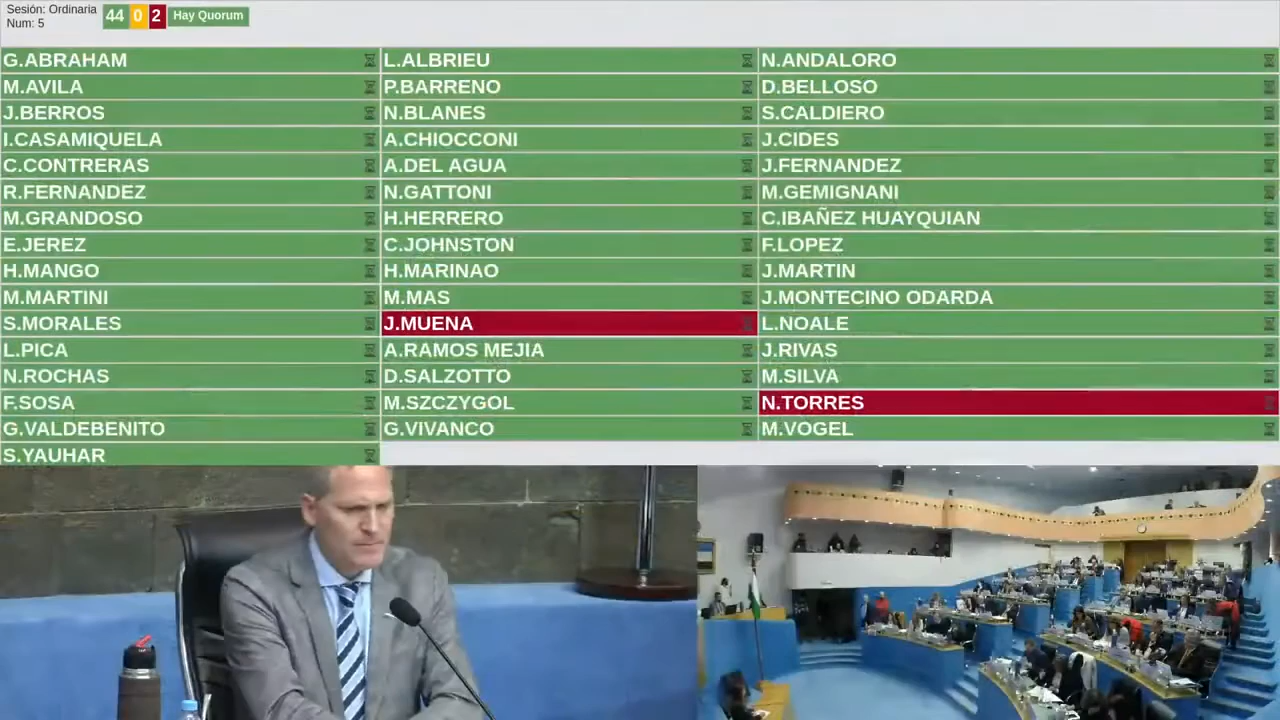 Sesión: Ordinaria
Num: 5
44 0 2 Hay Quorum
G.ABRAHAM L.ALBRIEU N.ANDALORO
M.AVILA P.BARRENO D.BELLOSO
J.BERROS N.BLANES S.CALDIERO
I.CASAMIQUELA A.CHIOCCONI J.CIDES
C.CONTRERAS A.DEL AGUA J.FERNANDEZ
R.FERNANDEZ N.GATTONI M.GEMIGNANI
M.GRANDOSO H.HERRERO C.IBAÑEZ HUAYQUIAN
E.JEREZ C.JOHNSTON F.LOPEZ
H.MANGO H.MARINAO J.MARTIN
M.MARTINI M.MAS J.MONTECINO ODARDA
S.MORALES J.MUENA L.NOALE
L.PICA A.RAMOS MEJIA J.RIVAS
N.ROCHAS D.SALZOTTO M.SILVA
F.SOSA M.SZCZYGOL N.TORRES
G.VALDEBENITO G.VIVANCO M.VOGEL
S.YAUHAR